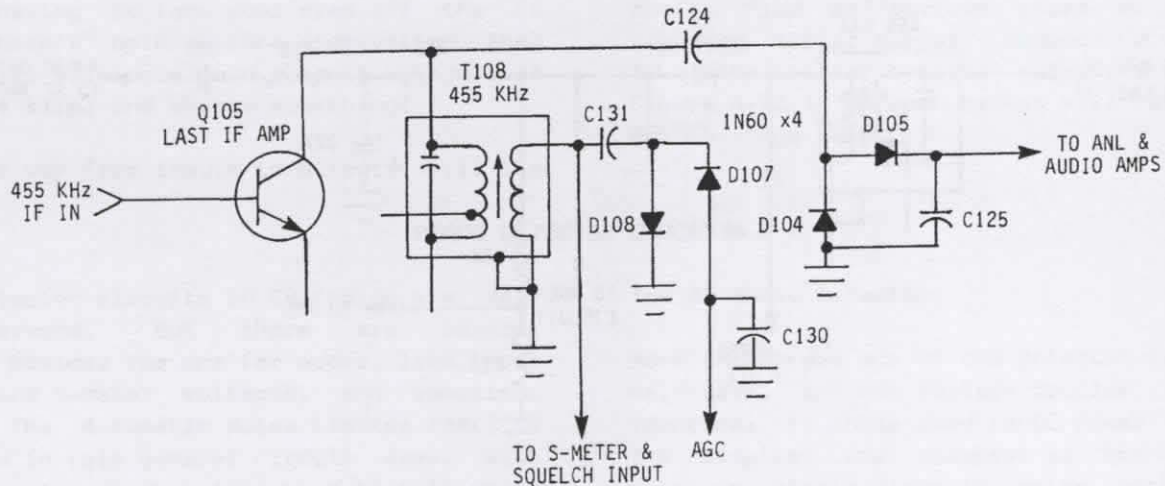 C124
T108
455 KHz
Q105
LAST IF AMP
C131
1N60 x4
D105
TO ANL &
AUDIO AMPS
455 KHz
IF IN
D107
D108
D104
C125
C130
TO S-METER &
SQUELCH INPUT
AGC